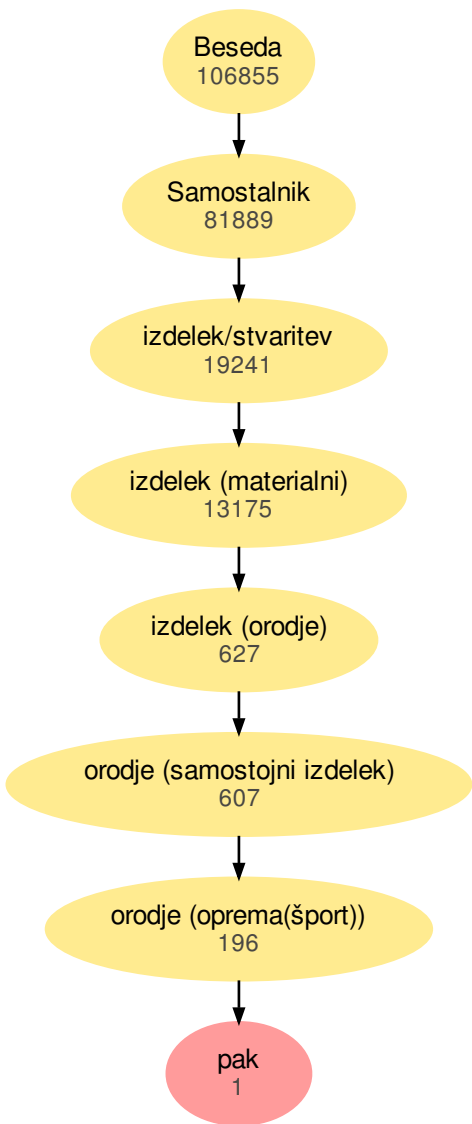 Beseda
106855
Samostalnik
81889
izdelek/stvaritev
19241
izdelek (materialni)
13175
izdelek (orodje)
627
orodje (samostojni izdelek)
607
orodje (oprema(šport))
196
pak
1